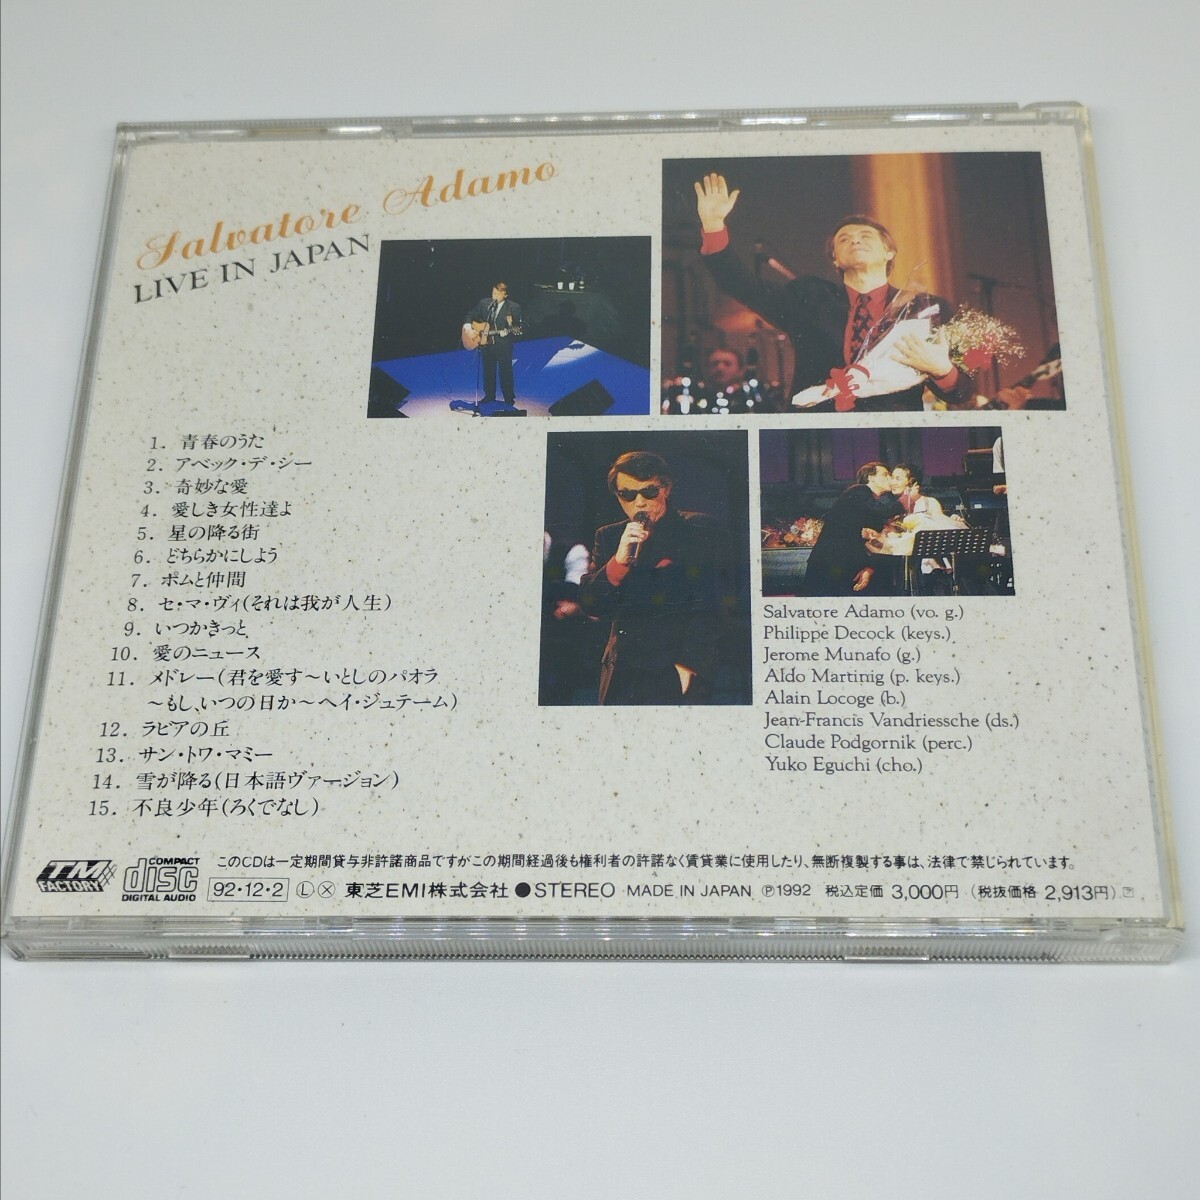 Salvatore Adamo
LIVE IN JAPAN
1. 青春のうた
2. アベック・デ・シー
3. 奇妙な愛
4. 愛しき女性達よ
5. 星の降る街
6. どちらかにしよう
7. ポムと仲間
8. セ・マ・ヴィ(それは我が人生)
9. いつかきっと
10. 愛のニュース
11. メドレー(君を愛す〜いとしのパオラ
〜もし、いつの日か〜ヘイ・ジュテーム)
12. ラビアの丘
13. サン・トワ・マミー
14. 雪が降る(日本語ヴァージョン)
15. 不良少年(ろくでなし)
Salvatore Adamo (vo. g.)
Philippe Decock (keys.)
Jerome Munafo (g.)
Aldo Martinig (p. keys.)
Alain Locoge (b.)
Jean-Francis Vandriessche (ds.)
Claude Podgornik (perc.)
Yuko Eguchi (cho.)
TM FACTORY
COMPACT disc DIGITAL AUDIO
このCDは一定期間貸与非許諾商品ですがこの期間経過後も権利者の許諾なく賃貸業に使用したり、無断複製する事は、法律で禁じられています。
92・12・2 Ⓛ Ⓧ 東芝EMI株式会社 ●STEREO MADE IN JAPAN Ⓟ1992 税込定価 3,000円 (税抜価格 2,913円)